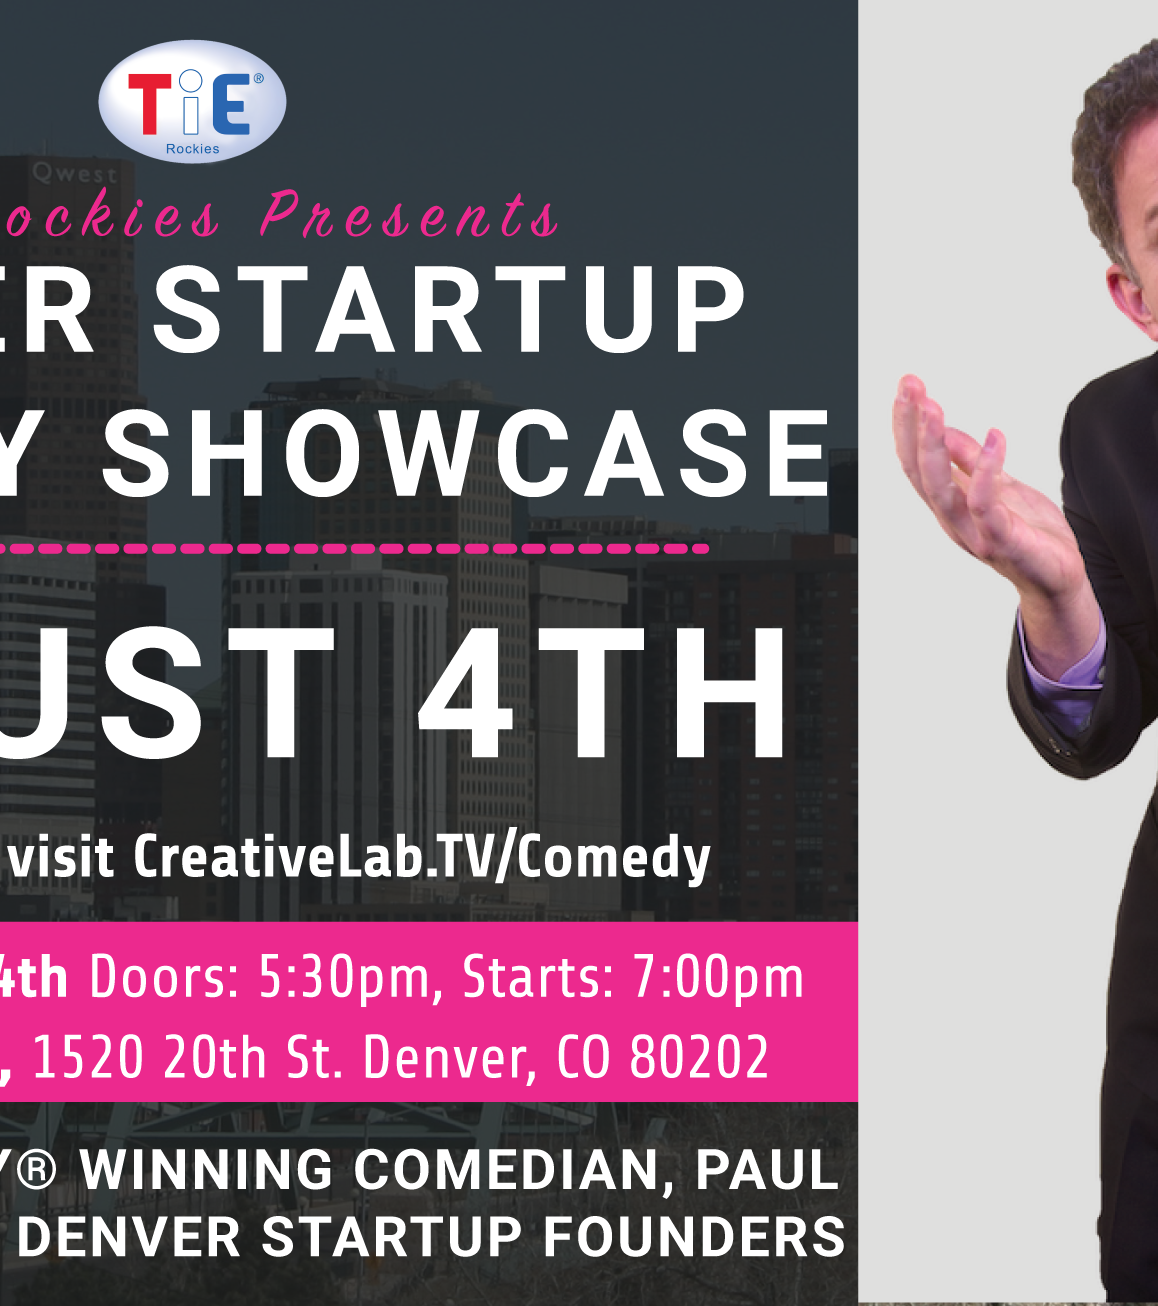 TiE®
Rockies
Qwest
ockies Presents
ER STARTUP
Y SHOWCASE
UST 4TH
visit CreativeLab.TV/Comedy
4th Doors: 5:30pm, Starts: 7:00pm
, 1520 20th St. Denver, CO 80202
Y® WINNING COMEDIAN, PAUL
DENVER STARTUP FOUNDERS